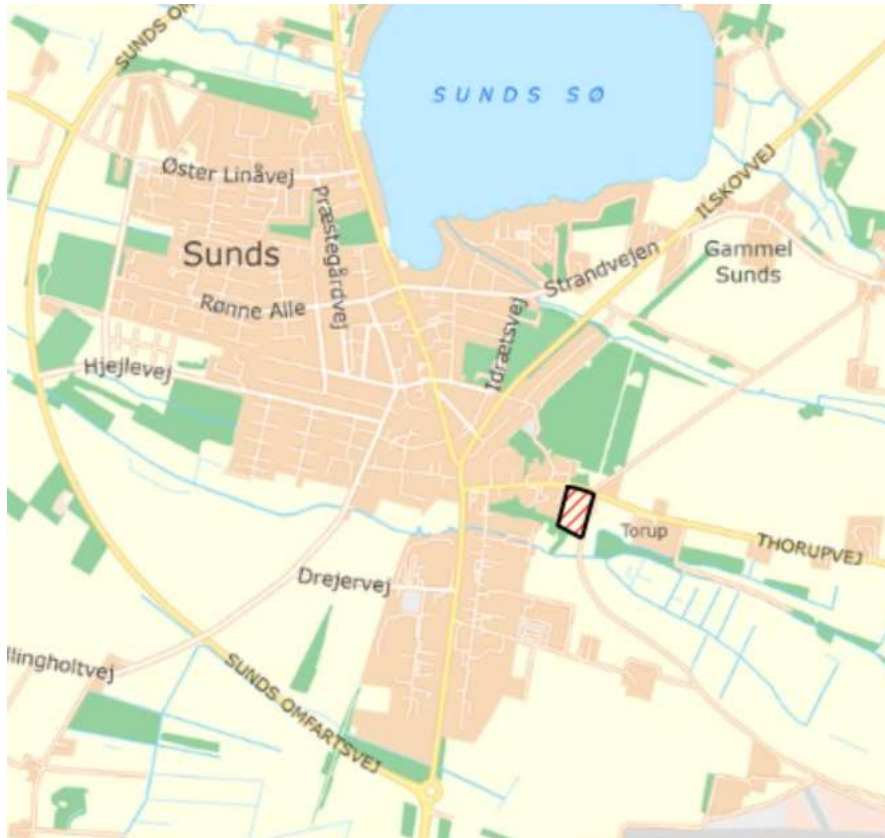 SUNDS OM
SUNDS SØ
ILSKOVVEJ
Øster Linåvej
Præstegårdvej
Sunds
Gammel
Sunds
Strandvejen
Rønne Alle
Idrætsvej
Hjejlevej
Torup
THORUPVEJ
Drejervej
llingholtvej
SUNDS OMFARTSVEJ